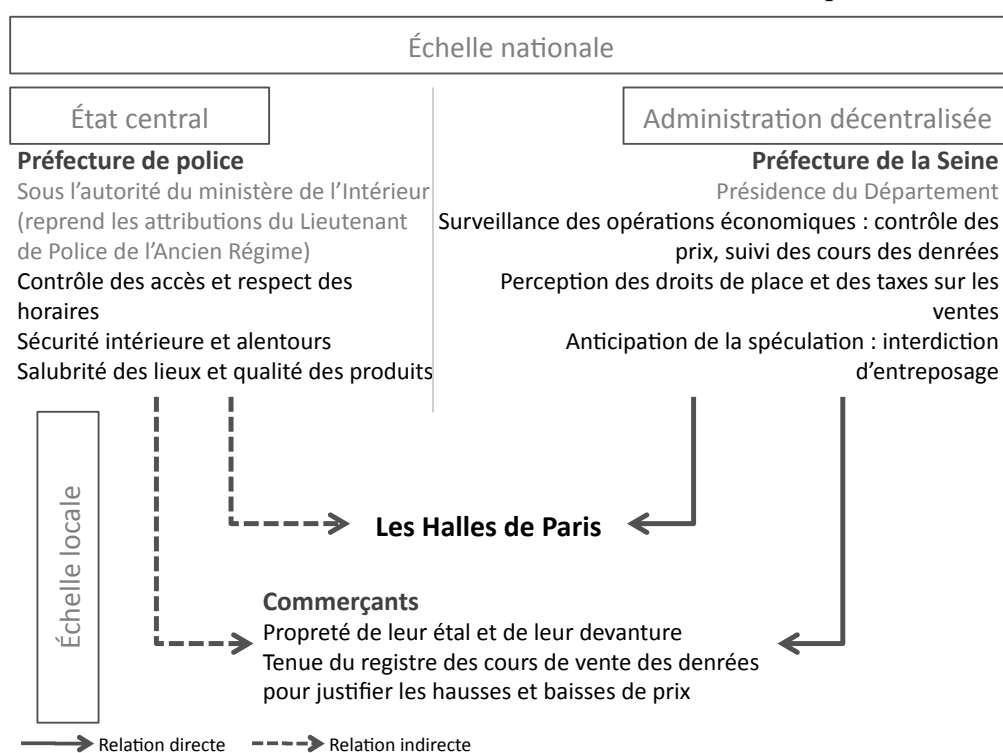 Échelle nationale
État central
Préfecture de police
Sous l'autorité du ministère de l'Intérieur
(reprend les attributions du Lieutenant
de Police de l'Ancien Régime)
Contrôle des accès et respect des
horaires
Sécurité intérieure et alentours
Salubrité des lieux et qualité des produits
Administration décentralisée
Préfecture de la Seine
Présidence du Département
Surveillance des opérations économiques : contrôle des
prix, suivi des cours des denrées
Perception des droits de place et des taxes sur les
ventes
Anticipation de la spéculation : interdiction
d'entreposage
Échelle locale
Les Halles de Paris
Commerçants
Propreté de leur étal et de leur devanture
Tenue du registre des cours de vente des denrées
pour justifier les hausses et baisses de prix
Relation directe
Relation indirecte